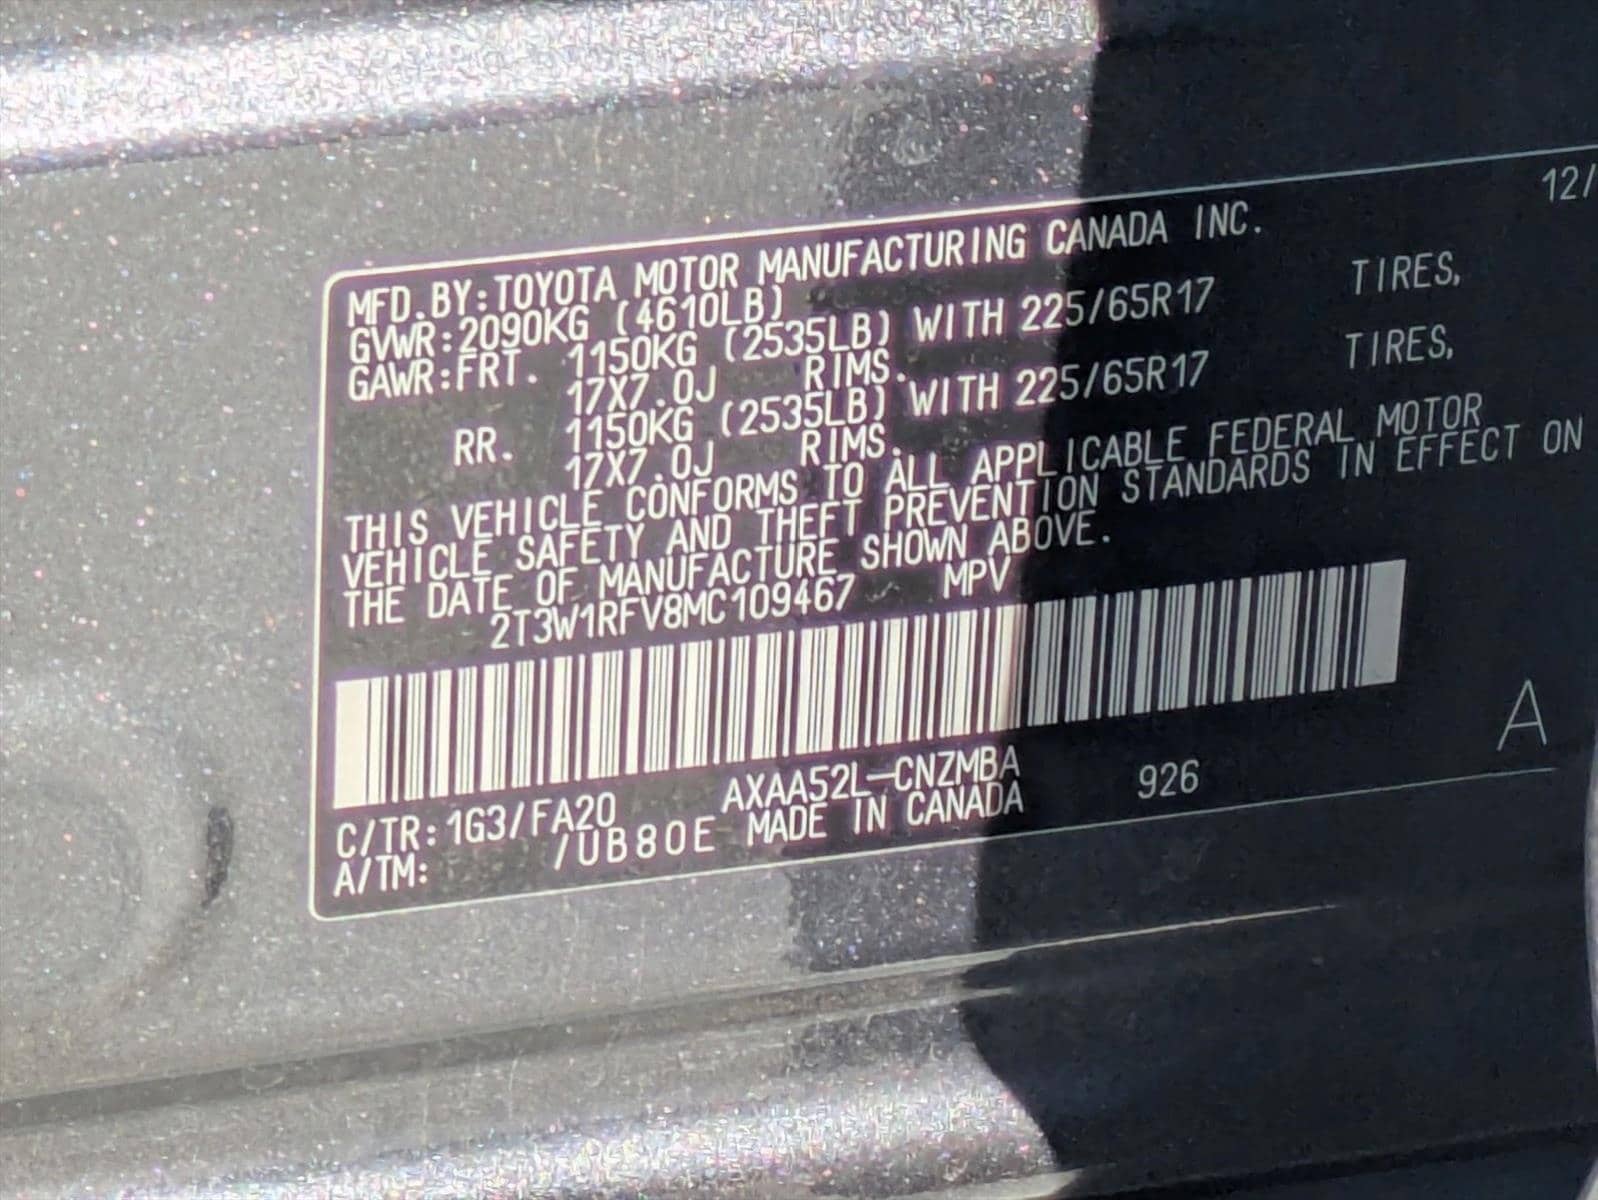 12/
MFD.BY:TOYOTA MOTOR MANUFACTURING CANADA INC.
GVWR:2090KG (4610LB)
GAWR:FRT. 1150KG (2535LB) WITH 225/65R17 TIRES,
17X7.0J RIMS.
RR. 1150KG (2535LB) WITH 225/65R17 TIRES,
17X7.0J RIMS.
THIS VEHICLE CONFORMS TO ALL APPLICABLE FEDERAL MOTOR
VEHICLE SAFETY AND THEFT PREVENTION STANDARDS IN EFFECT ON
THE DATE OF MANUFACTURE SHOWN ABOVE.
2T3W1RFV8MC109467 MPV
C/TR:1G3/FA20 AXAA52L-CNZMBA 926 A
A/TM: /UB80E MADE IN CANADA